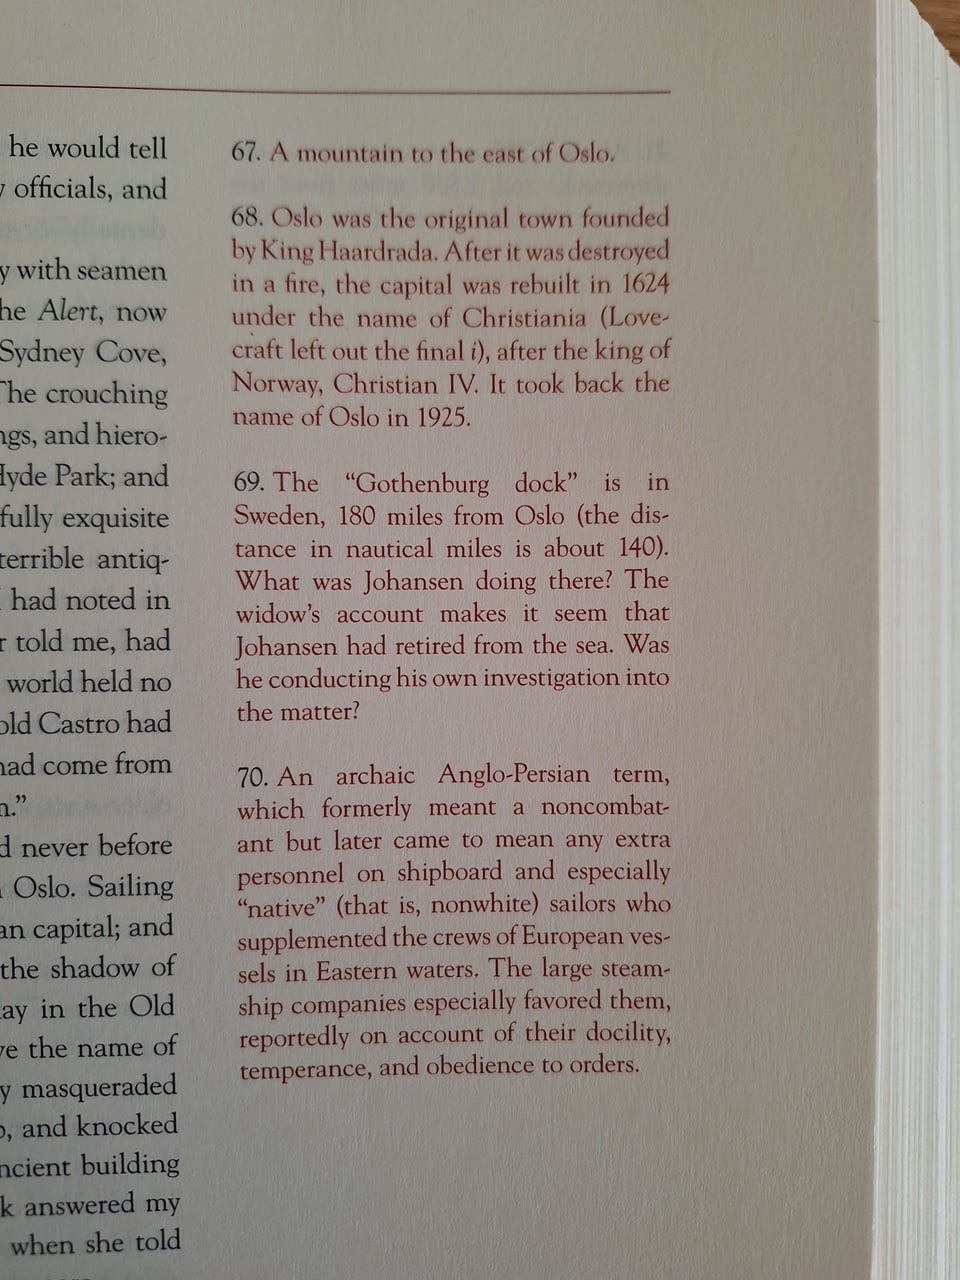 he would tell
officials, and
with seamen
Alert, now
Sydney Cove,
The crouching
and hiero-
Hyde Park; and
exquisite
terrible antiq-
had noted in
told me, had
world held no
Castro had
had come from
never before
Oslo. Sailing
capital; and
the shadow of
in the Old
the name of
masqueraded
and knocked
ancient building
answered my
when she told
67. A mountain to the east of Oslo.
68. Oslo was the original town founded
by King Haardrada. After it was destroyed
in a fire, the capital was rebuilt in 1624
under the name of Christiania (Love-
craft left out the final i), after the king of
Norway, Christian IV. It took back the
name of Oslo in 1925.
69. The “Gothenburg dock” is in
Sweden, 180 miles from Oslo (the dis-
tance in nautical miles is about 140).
What was Johansen doing there? The
widow’s account makes it seem that
Johansen had retired from the sea. Was
he conducting his own investigation into
the matter?
70. An archaic Anglo-Persian term,
which formerly meant a noncombat-
ant but later came to mean any extra
personnel on shipboard and especially
“native” (that is, nonwhite) sailors who
supplemented the crews of European ves-
sels in Eastern waters. The large steam-
ship companies especially favored them,
reportedly on account of their docility,
temperance, and obedience to orders.